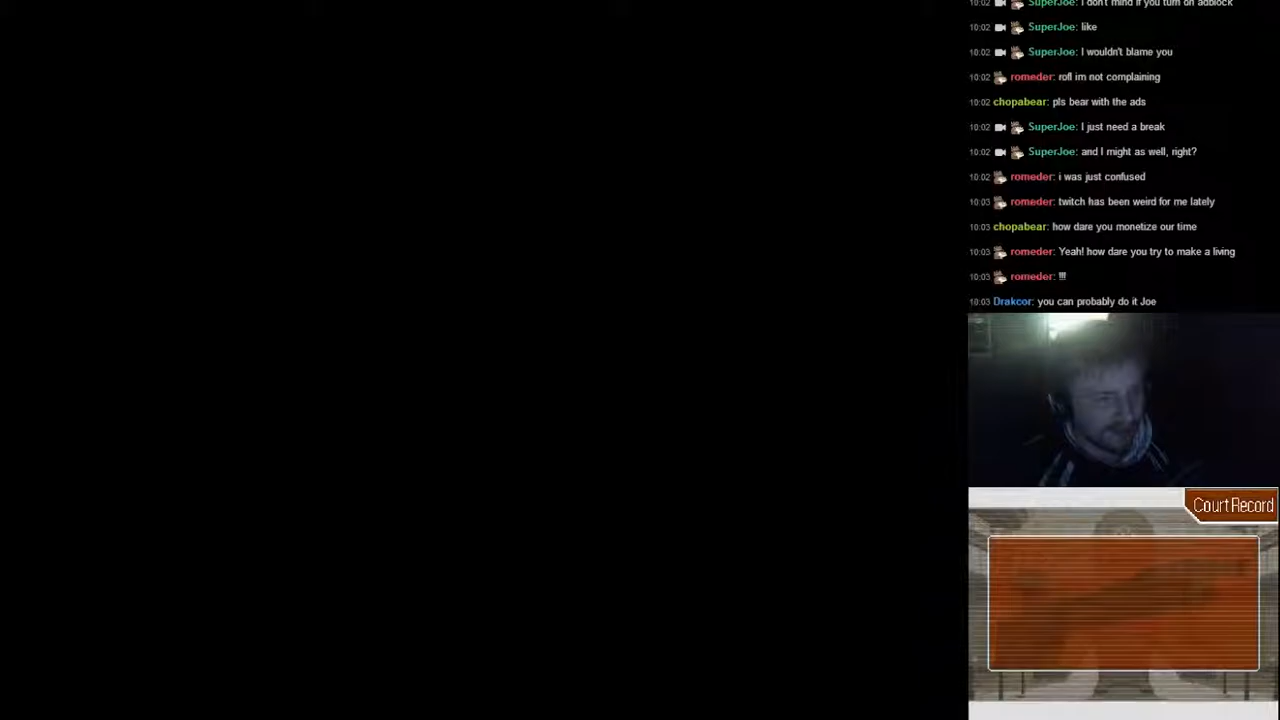 10:02 SuperJoe: I don't mind if you turn on adblock
10:02 SuperJoe: like
10:02 SuperJoe: I wouldn't blame you
10:02 romeder: rofl im not complaining
10:02 chopabear: pls bear with the ads
10:02 SuperJoe: I just need a break
10:02 SuperJoe: and I might as well, right?
10:02 romeder: i was just confused
10:03 romeder: twitch has been weird for me lately
10:03 chopabear: how dare you monetize our time
10:03 romeder: Yeah! how dare you try to make a living
10:03 romeder: !!!
10:03 Drakcor: you can probably do it Joe
Court Record